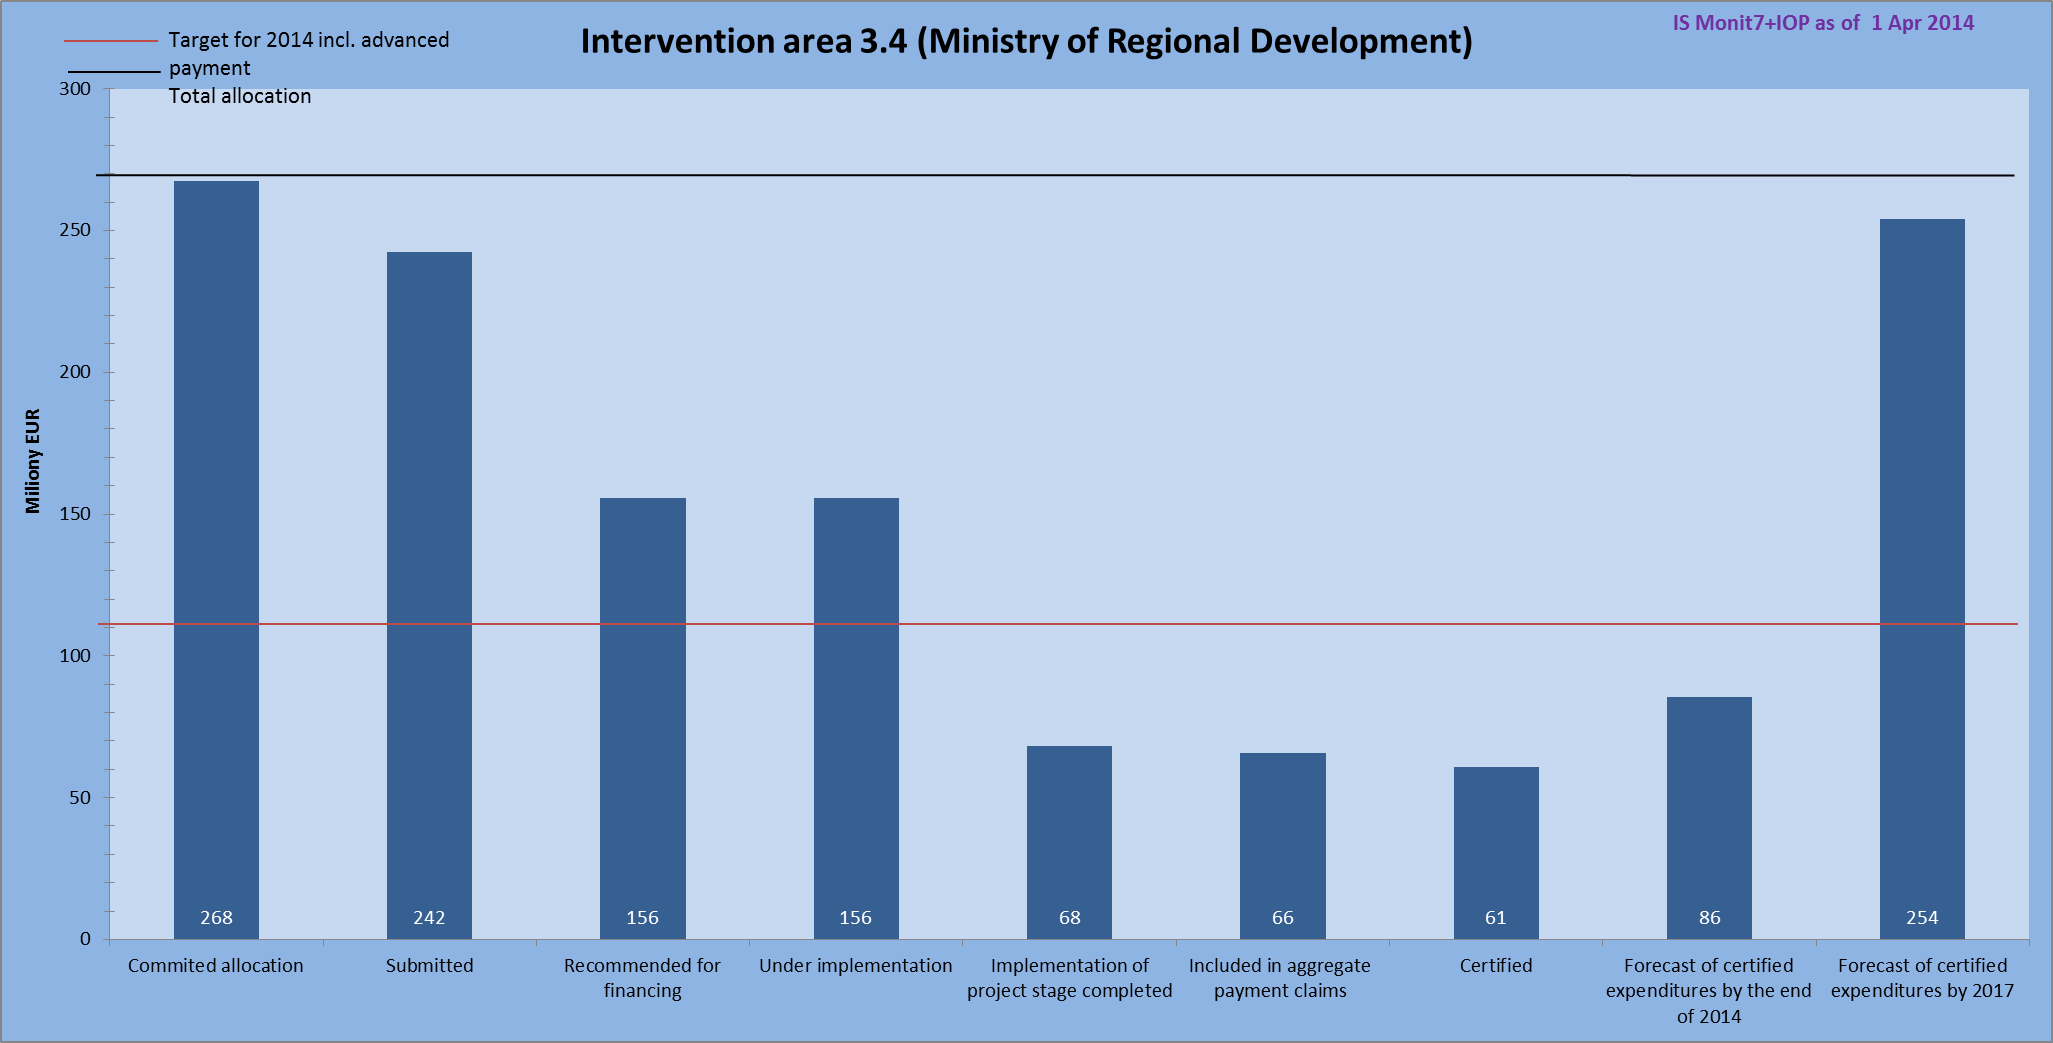 Intervention area 3.4 (Ministry of Regional Development)
IS Monit7+IOP as of 1 Apr 2014
Target for 2014 incl. advanced
payment
Total allocation
Miliony EUR
300
250
200
150
100
50
0
268
242
156
156
68
66
61
86
254
Commited allocation
Submitted
Recommended for
financing
Under implementation
Implementation of
project stage completed
Included in aggregate
payment claims
Certified
Forecast of certified
expenditures by the end
of 2014
Forecast of certified
expenditures by 2017